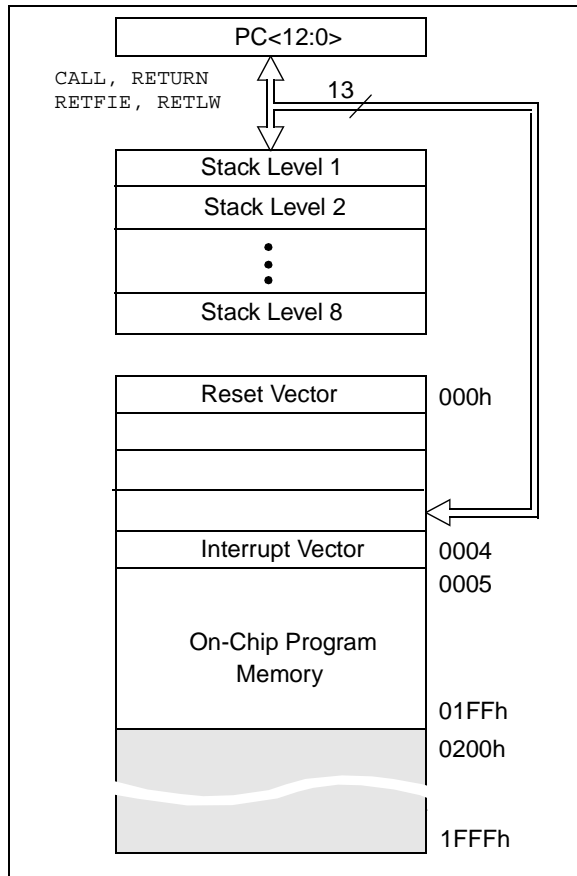 PC<12:0>
CALL, RETURN
RETFIE, RETLW
13
Stack Level 1
Stack Level 2
Stack Level 8
Reset Vector
000h
Interrupt Vector
0004
0005
On-Chip Program
Memory
01FFh
0200h
1FFFh